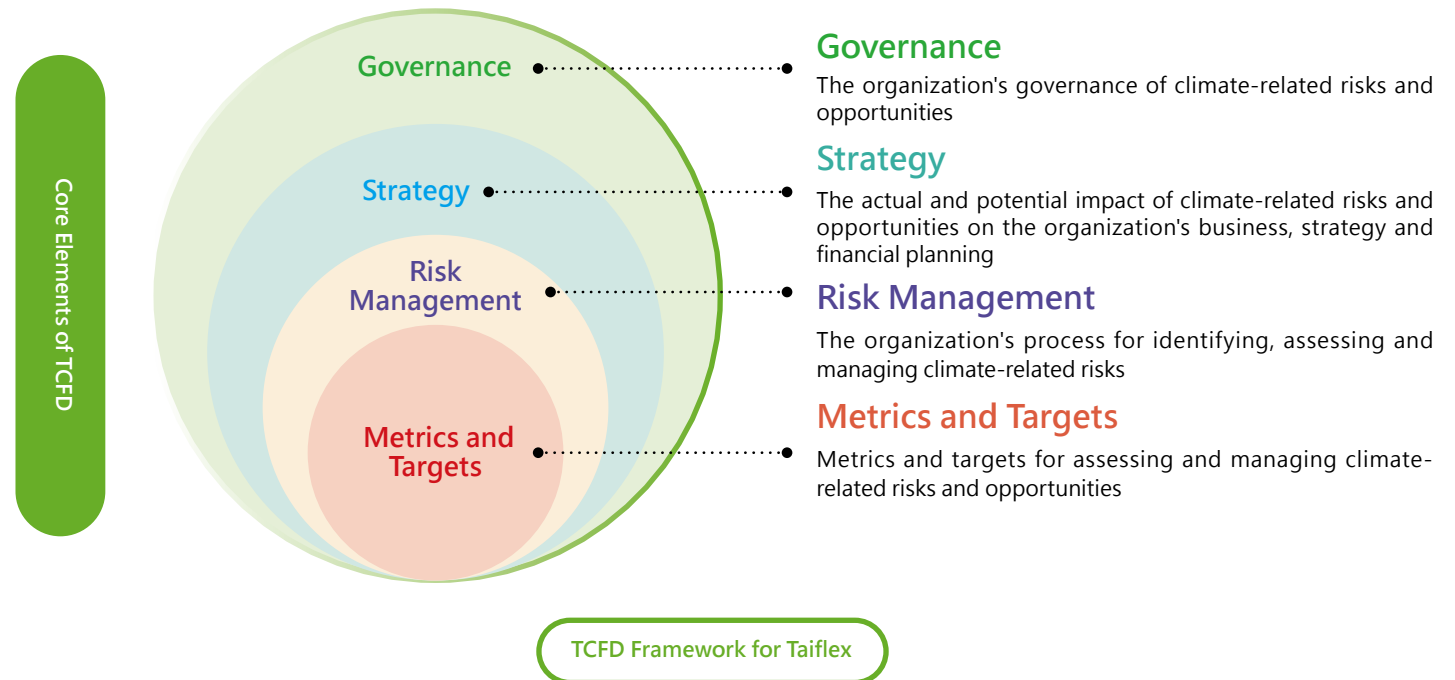 Core Elements of TCFD
Governance
Strategy
Risk
Management
Metrics and
Targets
Governance
The organization's governance of climate-related risks and
opportunities
Strategy
The actual and potential impact of climate-related risks and
opportunities on the organization's business, strategy and
financial planning
Risk Management
The organization's process for identifying, assessing and
managing climate-related risks
Metrics and Targets
Metrics and targets for assessing and managing climate-
related risks and opportunities
TCFD Framework for Taiflex